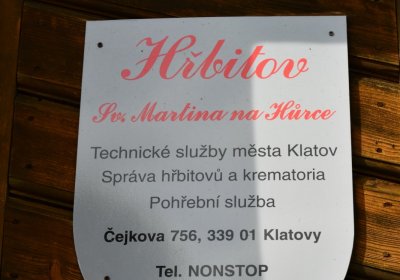 Hřbitov
Sv. Martina na Hůrce
Technické služby města Klatov
Správa hřbitovů a krematoria
Pohřební služba
Čejkova 756, 339 01 Klatovy
Tel. NONSTOP